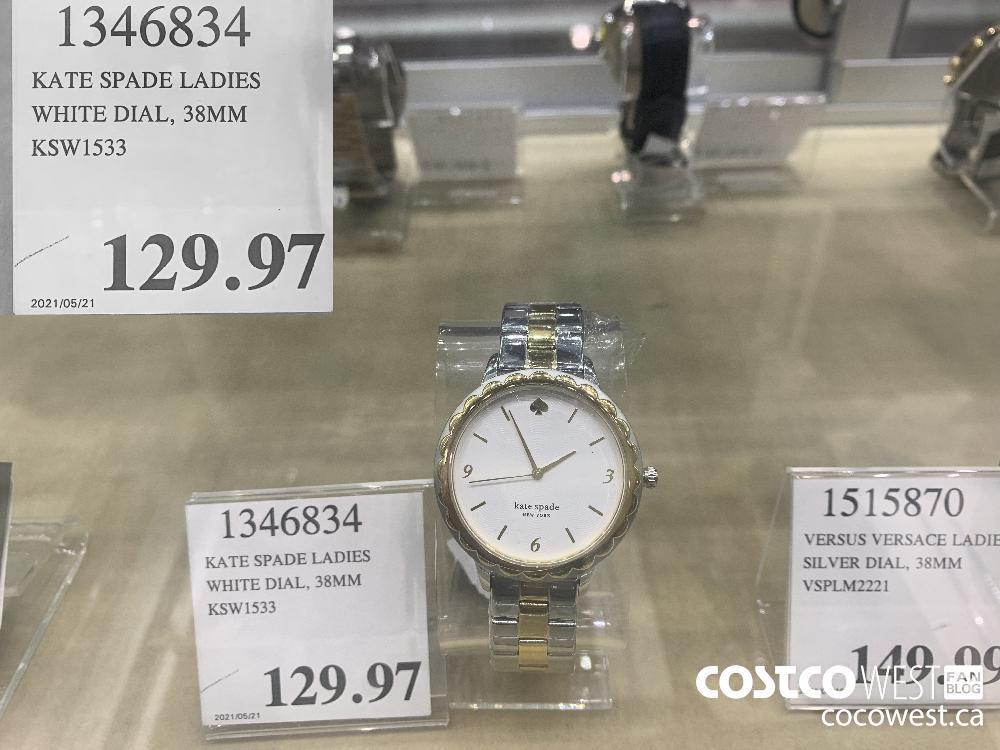 1346834
KATE SPADE LADIES
WHITE DIAL, 38MM
KSW1533
129.97
2021/05/21
9
3
6
kate spade
NEW YORK
1346834
KATE SPADE LADIES
WHITE DIAL, 38MM
KSW1533
129.97
2021/05/21
1515870
VERSUS VERSACE LADIE
SILVER DIAL, 38MM
VSPLM2221
149.99
COSTCO WEST FAN BLOG
cocowest.ca